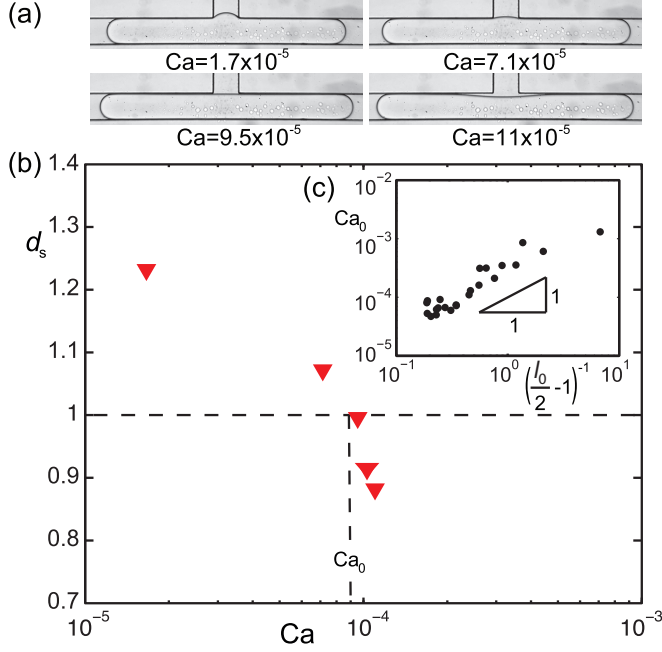 (a)
Ca=1.7x10⁻⁵
Ca=7.1x10⁻⁵
Ca=9.5x10⁻⁵
Ca=11x10⁻⁵
(b)
1.4
1.3
1.2
1.1
1
0.9
0.8
0.7
dₛ
Ca₀
10⁻⁵
10⁻⁴
10⁻³
Ca
(c)
10⁻²
10⁻³
10⁻⁴
10⁻⁵
Ca₀
1
1
10⁻¹
10⁰
10¹
(l₀/2 -1)⁻¹